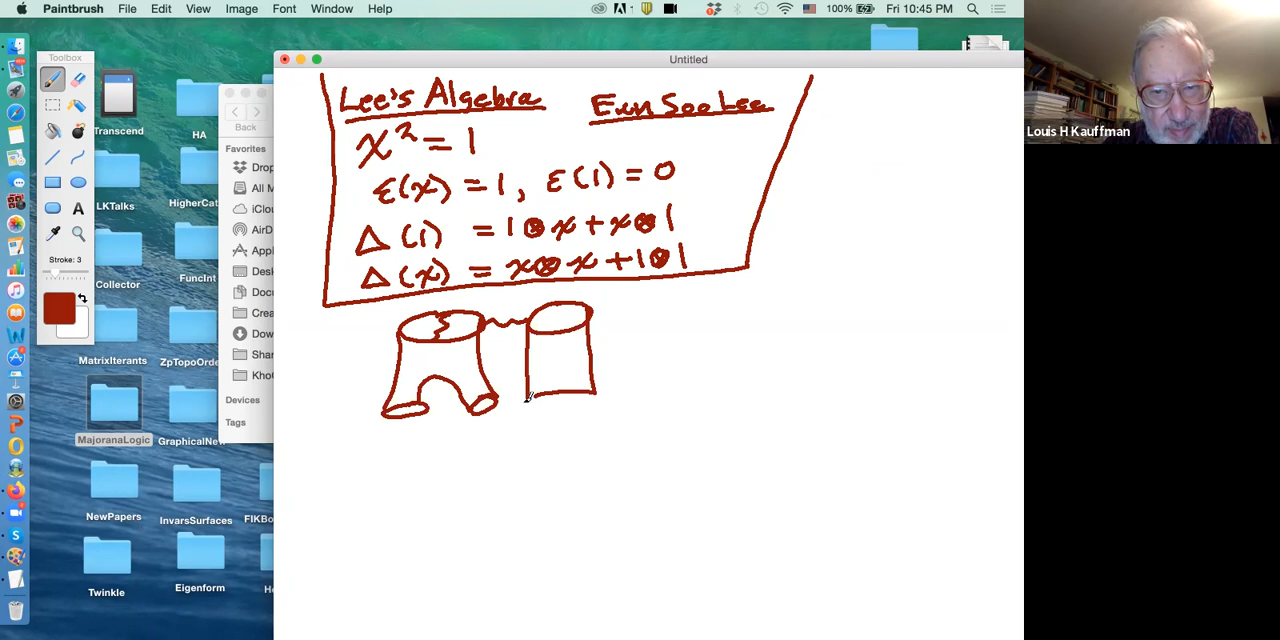 Paintbrush File Edit View Image Font Window Help
100% Fri 10:45 PM
Toolbox
Untitled
Louis H Kauffman
Transcend
HA
Back
Favorites
Drop
All M
iClou
AirD
Appl
Desk
Docu
Crea
Dow
Shar
Kho
Devices
Tags
LKTalks
HigherCat
Stroke: 3
Collector
FuncInt
MatrixIterants
ZpTopoOrde
MajoranaLogic
GraphicalNew
NewPapers
InvarsSurfaces
FIKBo
Twinkle
Eigenform
He
Lee's Algebra Eun Soo Lee
x² = 1
ε(x) = 1, ε(1) = 0
Δ(1) = 1⊗x + x⊗1
Δ(x) = x⊗x + 1⊗1